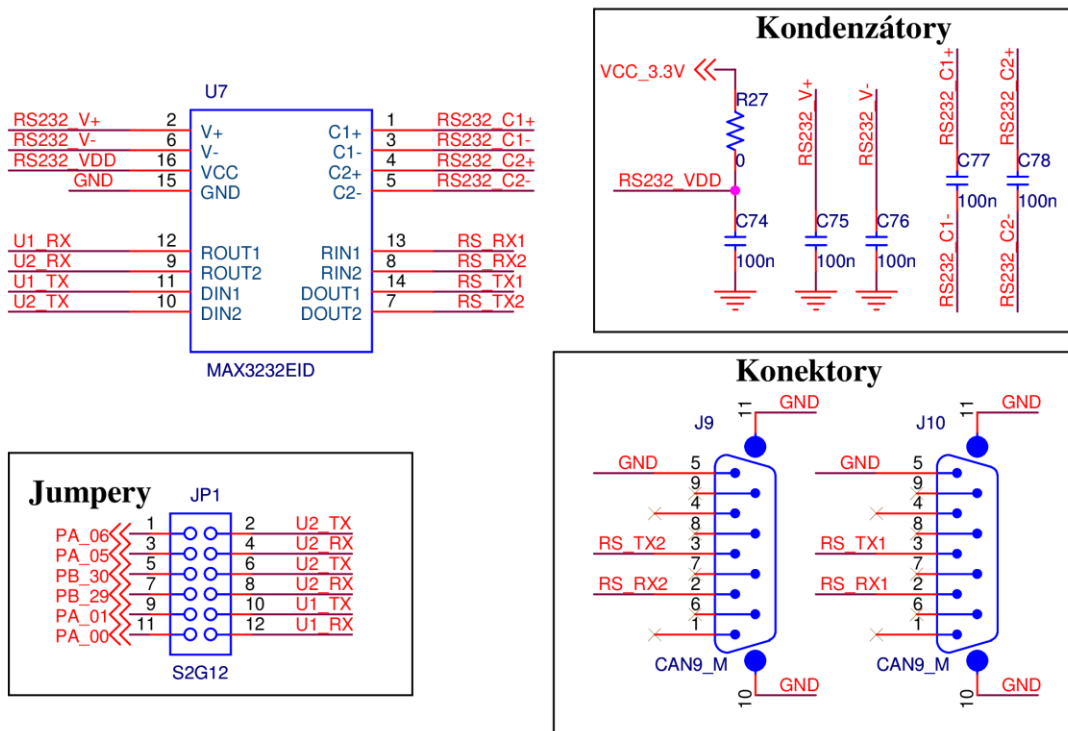 U7
RS232_V+ 2 V+ C1+ 1 RS232_C1+
RS232_V- 6 V- C1- 3 RS232_C1-
RS232_VDD 16 VCC C2+ 4 RS232_C2+
GND 15 GND C2- 5 RS232_C2-
U1_RX 12 ROUT1 RIN1 13 RS_RX1
U2_RX 9 ROUT2 RIN2 8 RS_RX2
U1_TX 11 DIN1 DOUT1 14 RS_TX1
U2_TX 10 DIN2 DOUT2 7 RS_TX2
MAX3232EID
Kondenzátory
VCC_3.3V
R27
0
RS232_VDD
C74
100n
RS232_V+
C75
100n
RS232_V-
C76
100n
RS232_C1+
C77
100n
RS232_C1-
RS232_C2+
C78
100n
RS232_C2-
Jumpery
JP1
PA_06 1 2 U2_TX
PA_05 3 4 U2_RX
PB_30 5 6 U2_TX
PB_29 7 8 U2_RX
PA_01 9 10 U1_TX
PA_00 11 12 U1_RX
S2G12
Konektory
J9
11 GND
GND 5
9
4
8
RS_TX2 3
7
RS_RX2 2
6
1
CAN9_M
10 GND
J10
11 GND
GND 5
9
4
8
RS_TX1 3
7
RS_RX1 2
6
1
CAN9_M
10 GND